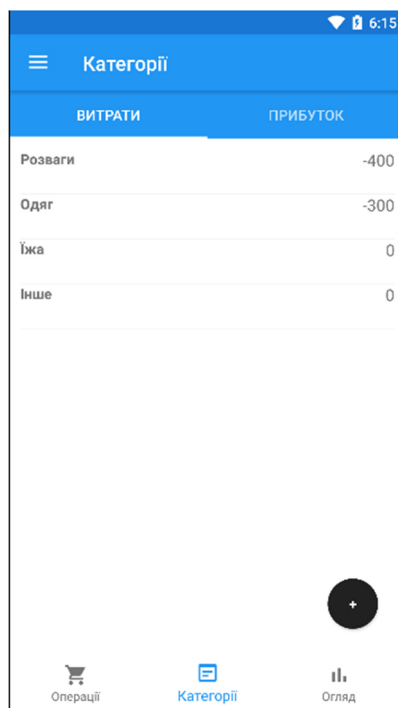 6:15
Категорії
ВИТРАТИ ПРИБУТОК
Розваги -400
Одяг -300
Їжа 0
Інше 0
+
Операції Категорії Огляд